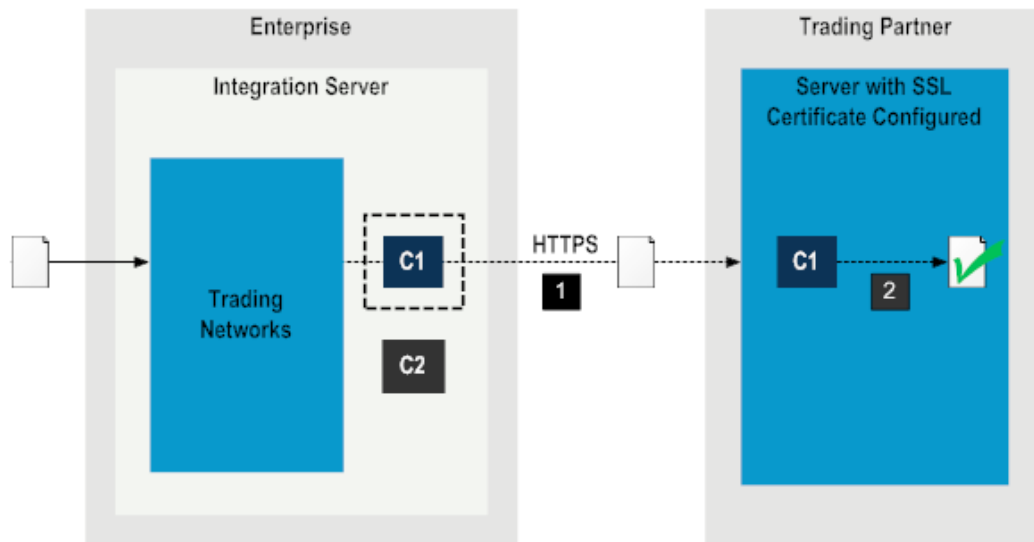 Enterprise
Trading Partner
Integration Server
Server with SSL
Certificate Configured
Trading
Networks
C1
C2
HTTPS
1
C1
2